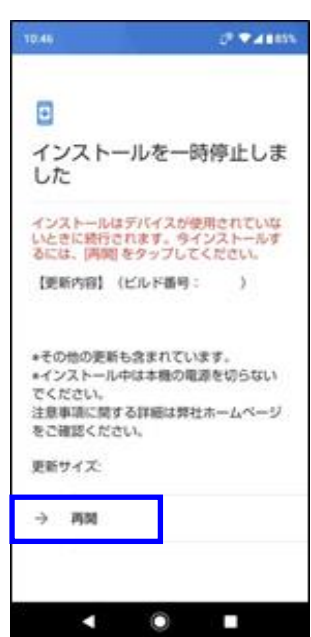 10:46
85%
インストールを一時停止しま
した
インストールはデバイスが使用されていな
いときに続行されます。今インストールす
るには、[再開]をタップしてください。
【更新内容】（ビルド番号：　　）
*その他の更新も含まれています。
*インストール中は本機の電源を切らない
でください。
注意事項に関する詳細は弊社ホームページ
をご確認ください。
更新サイズ:
→ 再開